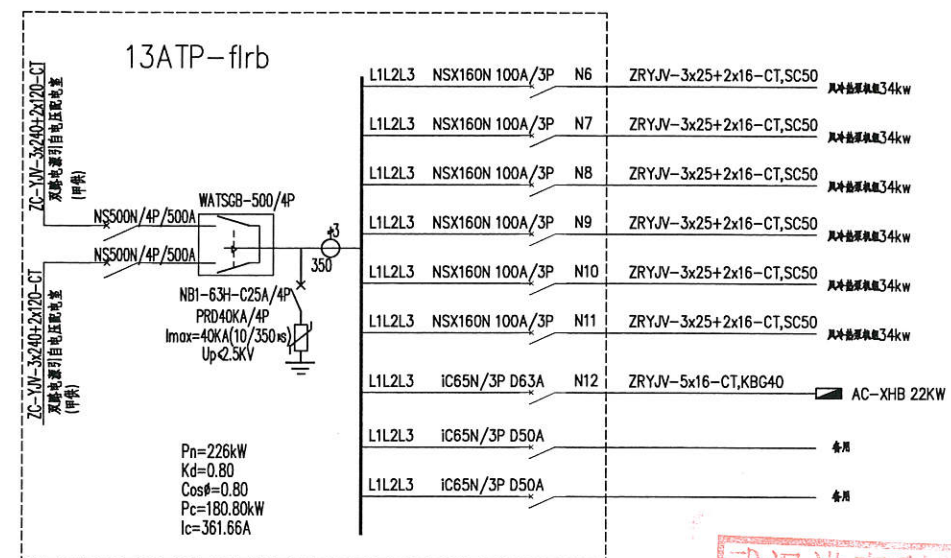 13ATP-flrb
ZC-YJV-3x240+2x120-CT
双路电源引自电压配电室
(甲供)
NS500N/4P/500A
WATSGB-500/4P
NS500N/4P/500A
ZC-YJV-3x240+2x120-CT
双路电源引自电压配电室
(甲供)
350
NB1-63H-C25A/4P
PRD40KA/4P
Imax=40KA(10/350us)
Up<2.5KV
Pn=226kW
Kd=0.80
CosØ=0.80
Pc=180.80kW
Ic=361.66A
L1L2L3 NSX160N 100A/3P N6 ZRYJV-3x25+2x16-CT,SC50 风冷热泵机组34kw
L1L2L3 NSX160N 100A/3P N7 ZRYJV-3x25+2x16-CT,SC50 风冷热泵机组34kw
L1L2L3 NSX160N 100A/3P N8 ZRYJV-3x25+2x16-CT,SC50 风冷热泵机组34kw
L1L2L3 NSX160N 100A/3P N9 ZRYJV-3x25+2x16-CT,SC50 风冷热泵机组34kw
L1L2L3 NSX160N 100A/3P N10 ZRYJV-3x25+2x16-CT,SC50 风冷热泵机组34kw
L1L2L3 NSX160N 100A/3P N11 ZRYJV-3x25+2x16-CT,SC50 风冷热泵机组34kw
L1L2L3 iC65N/3P D63A N12 ZRYJV-5x16-CT,KBG40 AC-XHB 22KW
L1L2L3 iC65N/3P D50A 备用
L1L2L3 iC65N/3P D50A 备用